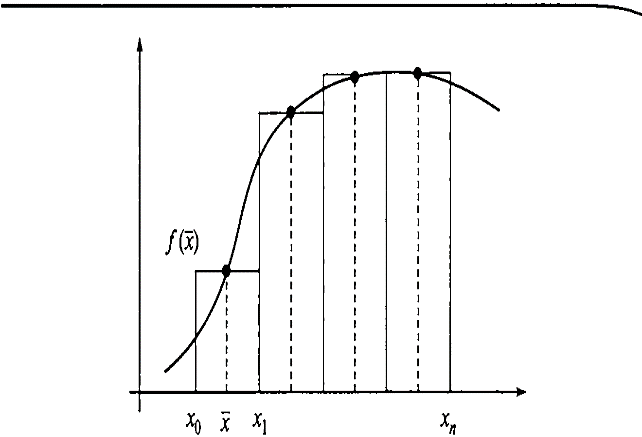 f(x̅)
x₀ x̅ x₁ xₙ